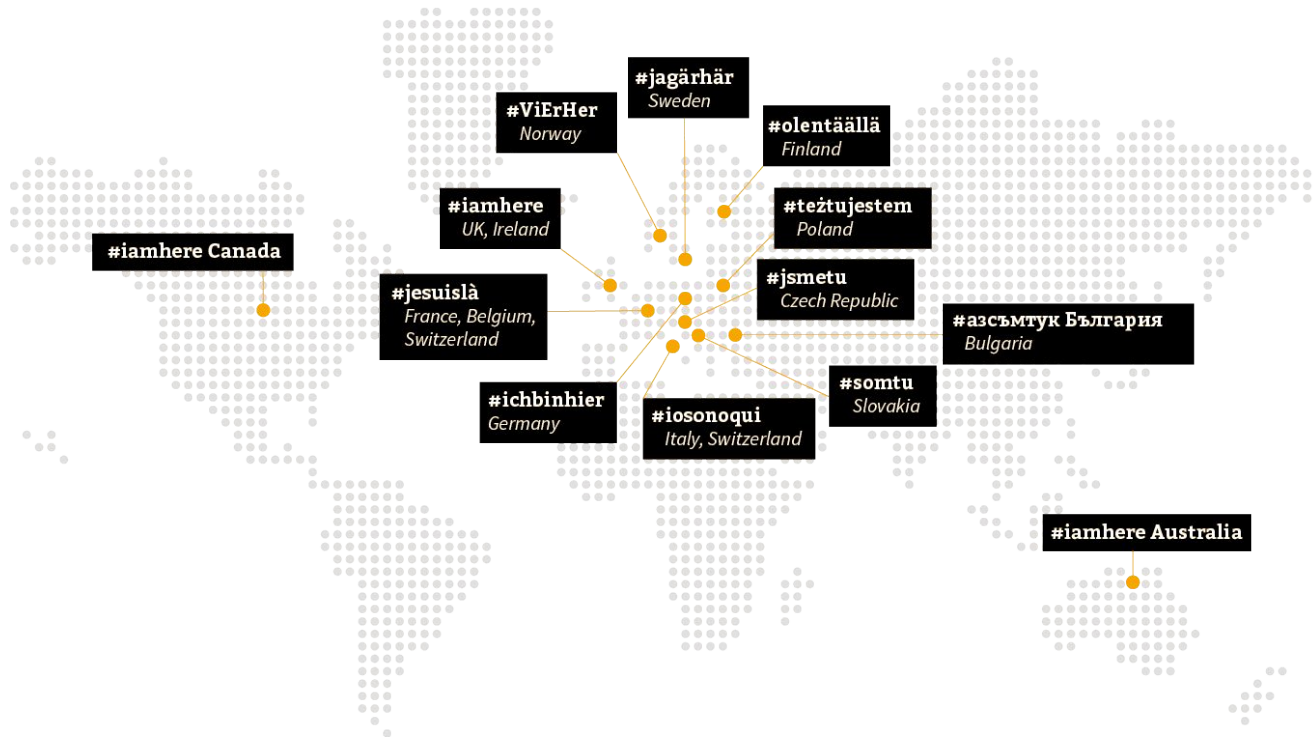 #jagärhär
Sweden
#ViErHer
Norway
#olentäällä
Finland
#iamhere
UK, Ireland
#teżtujestem
Poland
#iamhere Canada
#jsmetu
Czech Republic
#jesuislà
France, Belgium,
Switzerland
#азсъмтук България
Bulgaria
#somtu
Slovakia
#ichbinhier
Germany
#iosonoqui
Italy, Switzerland
#iamhere Australia